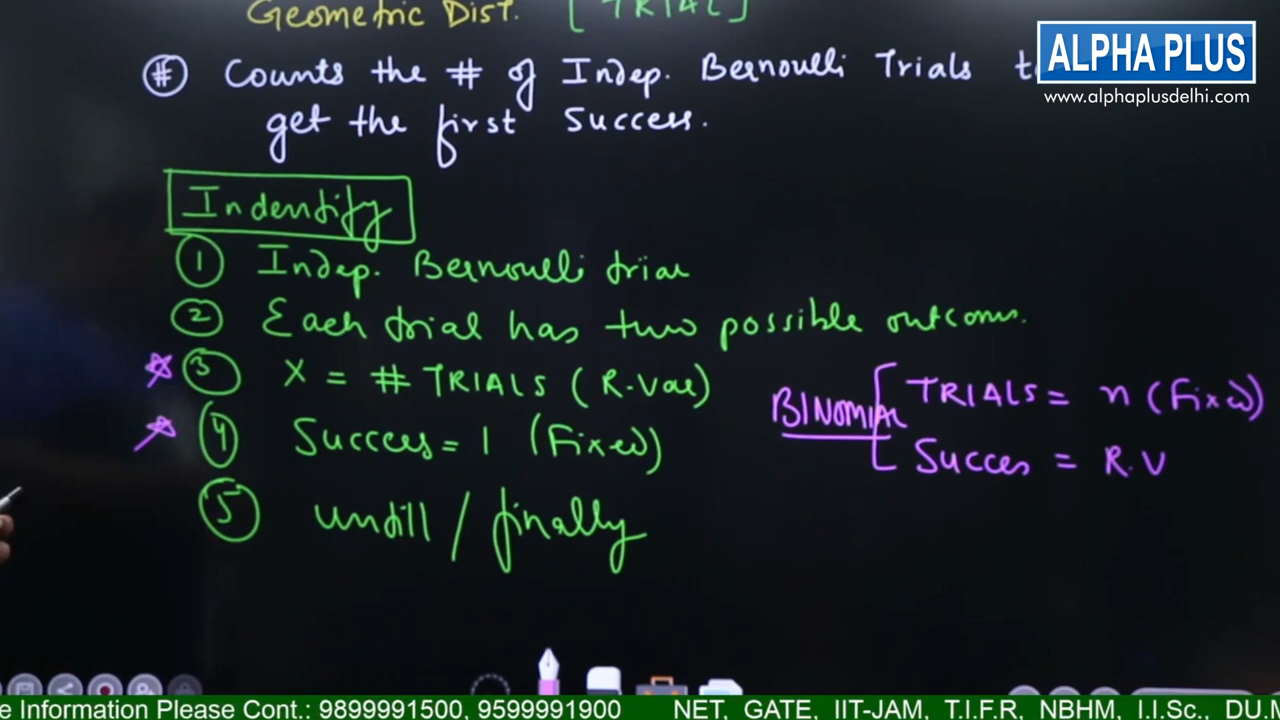 Geometric Dist. [TRIAL]
# Counts the # of Indep. Bernoulli Trials
get the first success.
ALPHA PLUS
www.alphaplusdelhi.com
Indentify
1 Indep. Bernoulli trial
2 Each trial has two possible outcoms.
3 X = # TRIALS (R.Var)
4 Success = 1 (Fixed)
5 untill / finally
BINOMIAL
TRIALS = n (Fixed)
Succes = R.V
e Information Please Cont.: 9899991500, 9599991900 NET, GATE, IIT-JAM, T.I.F.R, NBHM, I.I.Sc., DU.M